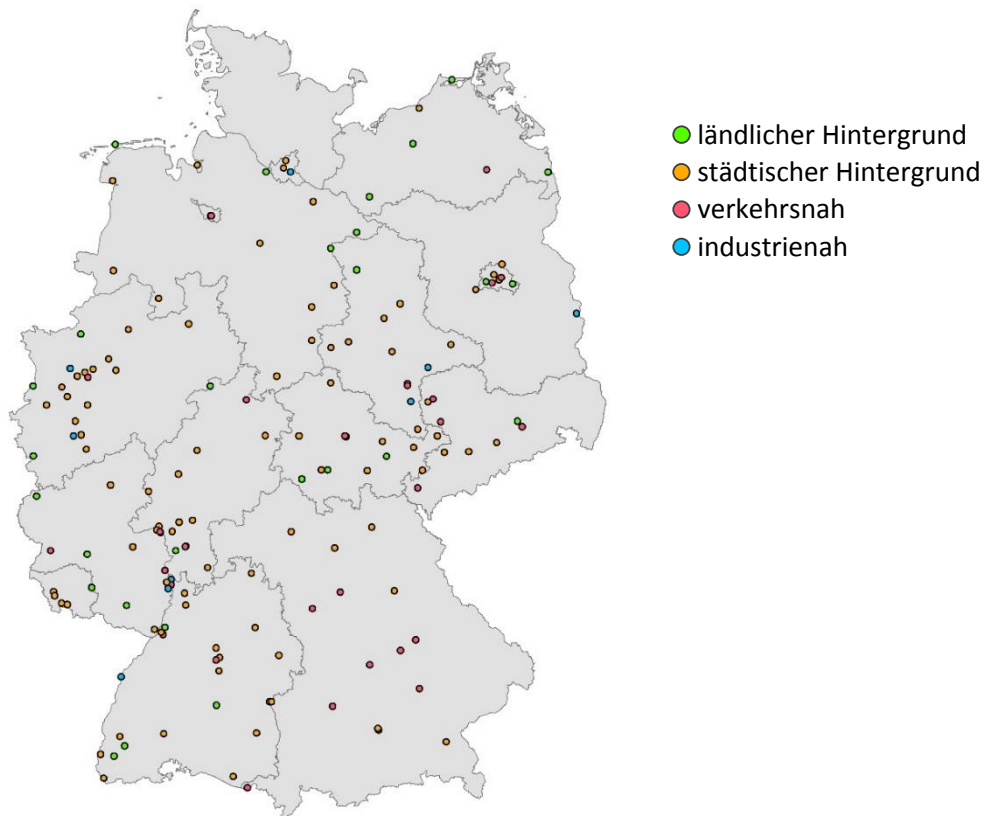 ländlicher Hintergrund
städtischer Hintergrund
verkehrsnah
industrienah